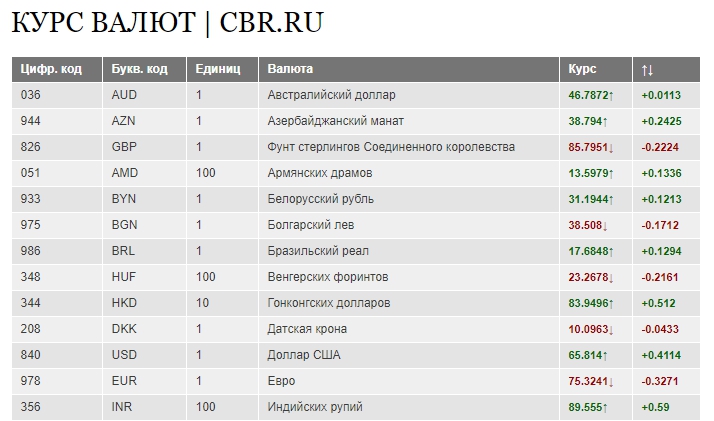 КУРС ВАЛЮТ | CBR.RU
Цифр. код Букв. код Единиц Валюта Курс ↑↓
036 AUD 1 Австралийский доллар 46.7872↑ +0.0113
944 AZN 1 Азербайджанский манат 38.794↑ +0.2425
826 GBP 1 Фунт стерлингов Соединенного королевства 85.7951↓ -0.2224
051 AMD 100 Армянских драмов 13.5979↑ +0.1336
933 BYN 1 Белорусский рубль 31.1944↑ +0.1213
975 BGN 1 Болгарский лев 38.508↓ -0.1712
986 BRL 1 Бразильский реал 17.6848↑ +0.1294
348 HUF 100 Венгерских форинтов 23.2678↓ -0.2161
344 HKD 10 Гонконгских долларов 83.9496↑ +0.512
208 DKK 1 Датская крона 10.0963↓ -0.0433
840 USD 1 Доллар США 65.814↑ +0.4114
978 EUR 1 Евро 75.3241↓ -0.3271
356 INR 100 Индийских рупий 89.555↑ +0.59